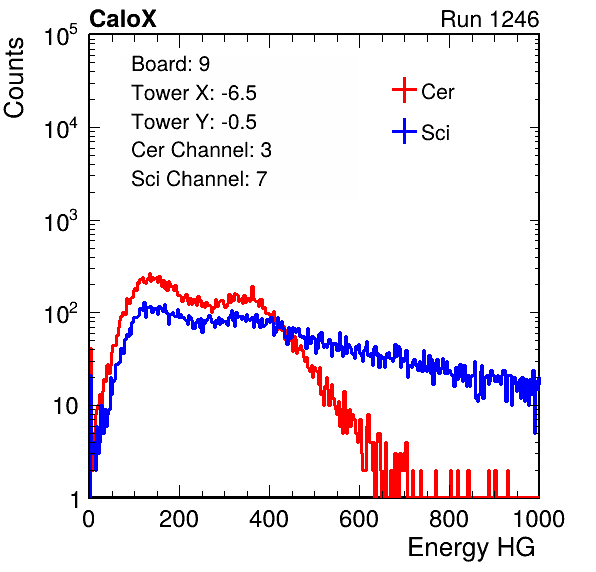 CaloX Run 1246
Counts
Board: 9
Tower X: -6.5
Tower Y: -0.5
Cer Channel: 3
Sci Channel: 7
Cer
Sci
10^5
10^4
10^3
10^2
10
1
0 200 400 600 800 1000
Energy HG